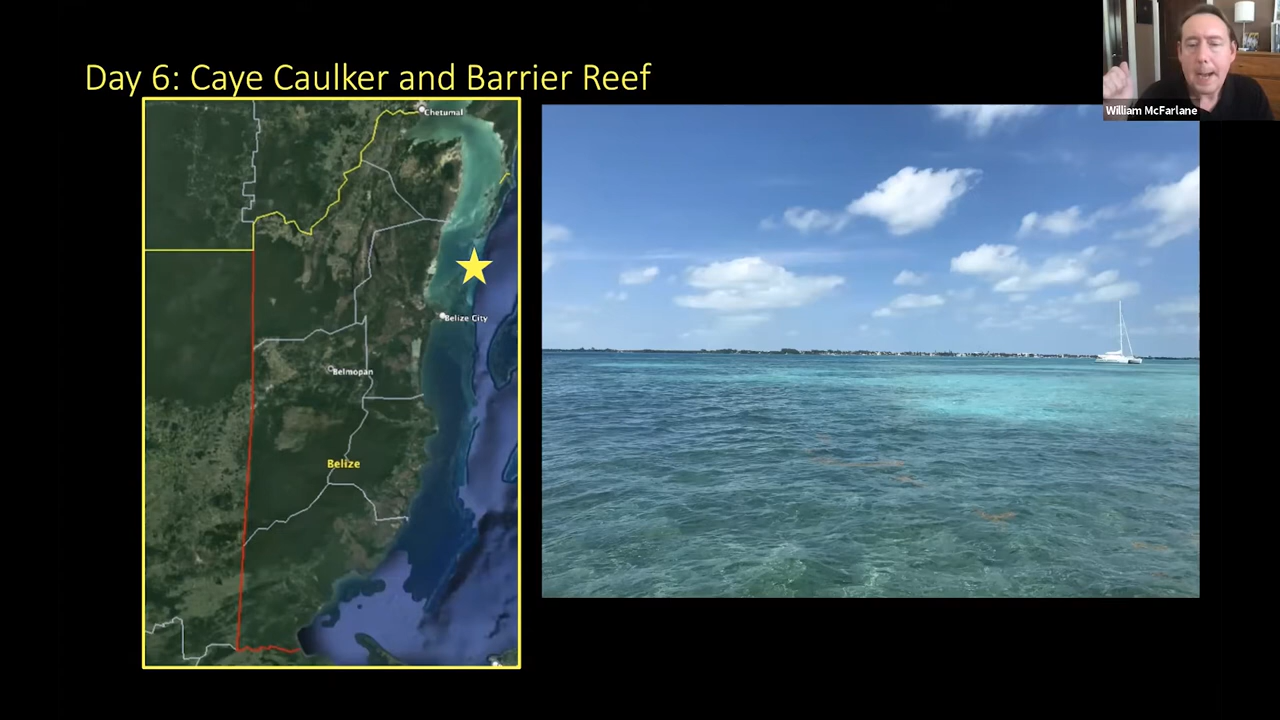 Day 6: Caye Caulker and Barrier Reef
William McFarlane
Chetumal
Belize City
Belmopan
Belize